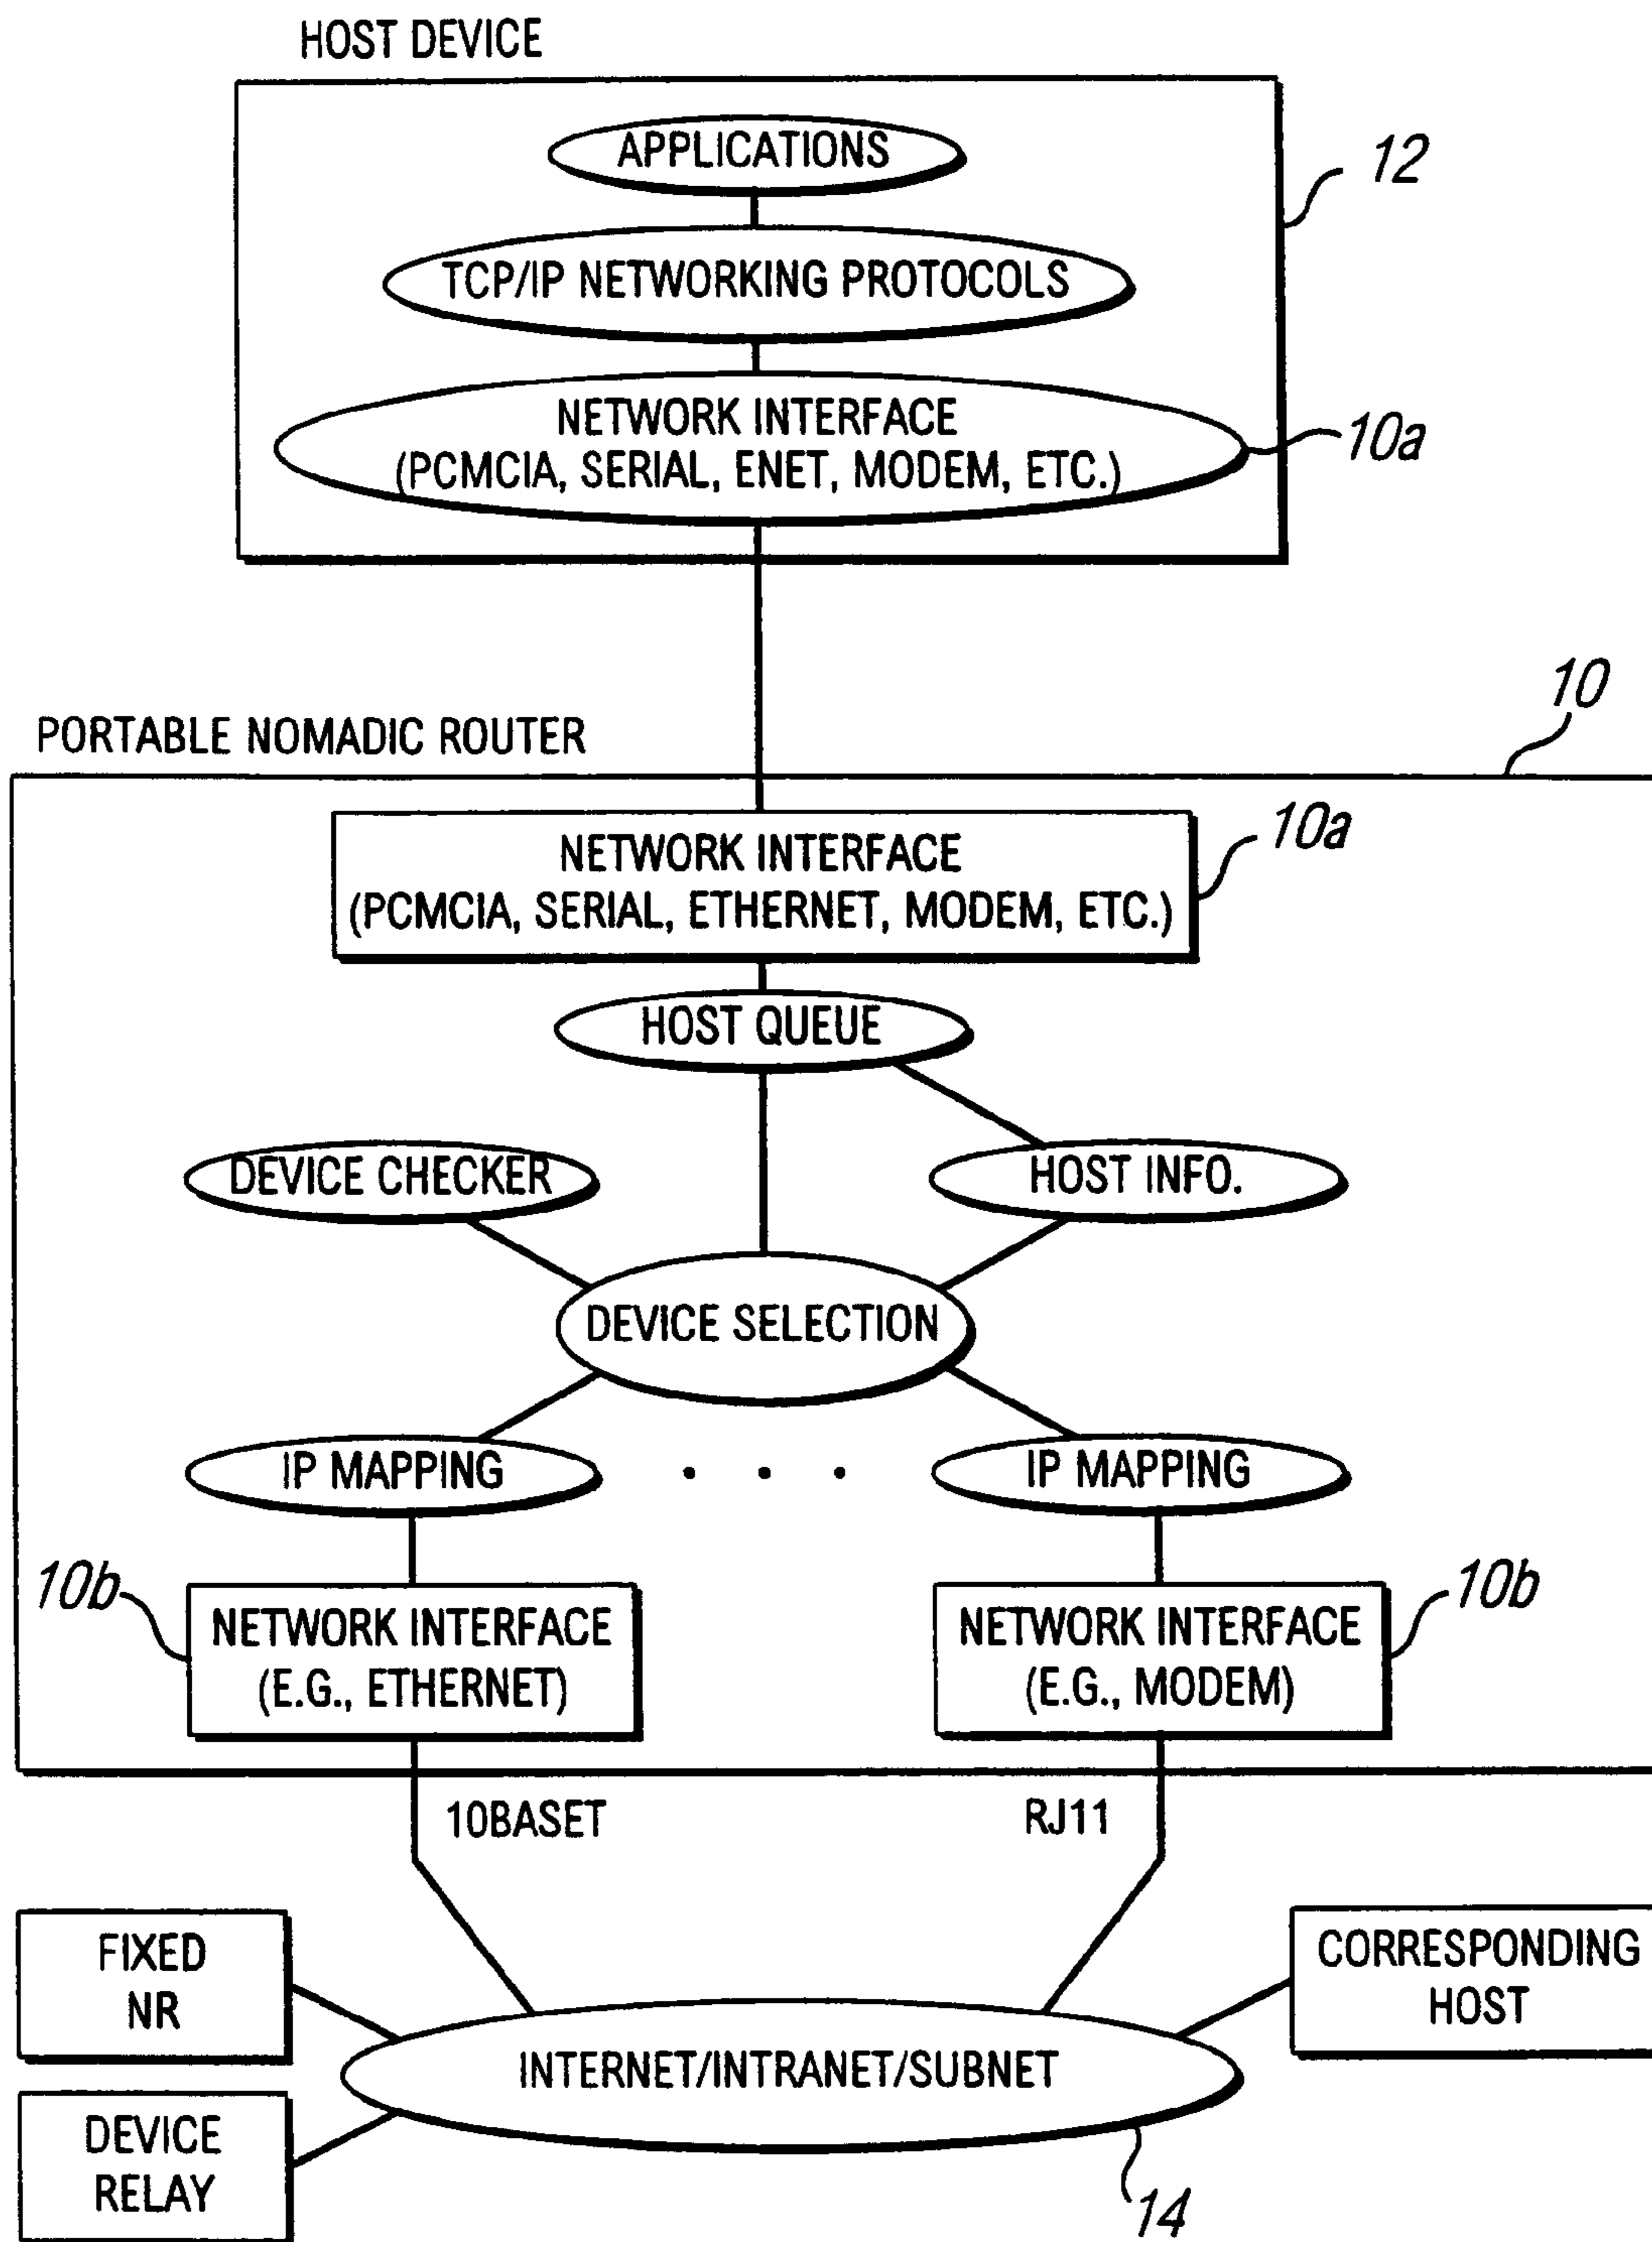 HOST DEVICE
APPLICATIONS
12
TCP/IP NETWORKING PROTOCOLS
NETWORK INTERFACE
(PCMCIA, SERIAL, ENET, MODEM, ETC.)
10a
10
PORTABLE NOMADIC ROUTER
NETWORK INTERFACE
(PCMCIA, SERIAL, ETHERNET, MODEM, ETC.)
10a
HOST QUEUE
DEVICE CHECKER
HOST INFO.
DEVICE SELECTION
IP MAPPING
. . .
IP MAPPING
10b
NETWORK INTERFACE
(E.G., ETHERNET)
NETWORK INTERFACE
(E.G., MODEM)
10b
10BASET
RJ11
FIXED
NR
CORRESPONDING
HOST
INTERNET/INTRANET/SUBNET
DEVICE
RELAY
14